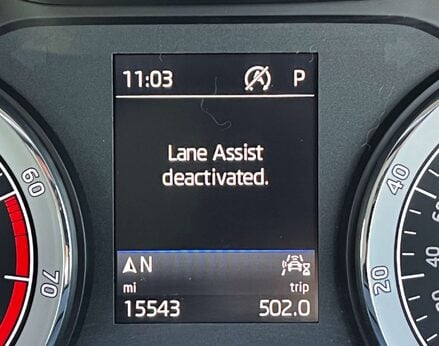 11:03 P
Lane Assist
deactivated.
N
mi trip
15543 502.0
60
70
40
20